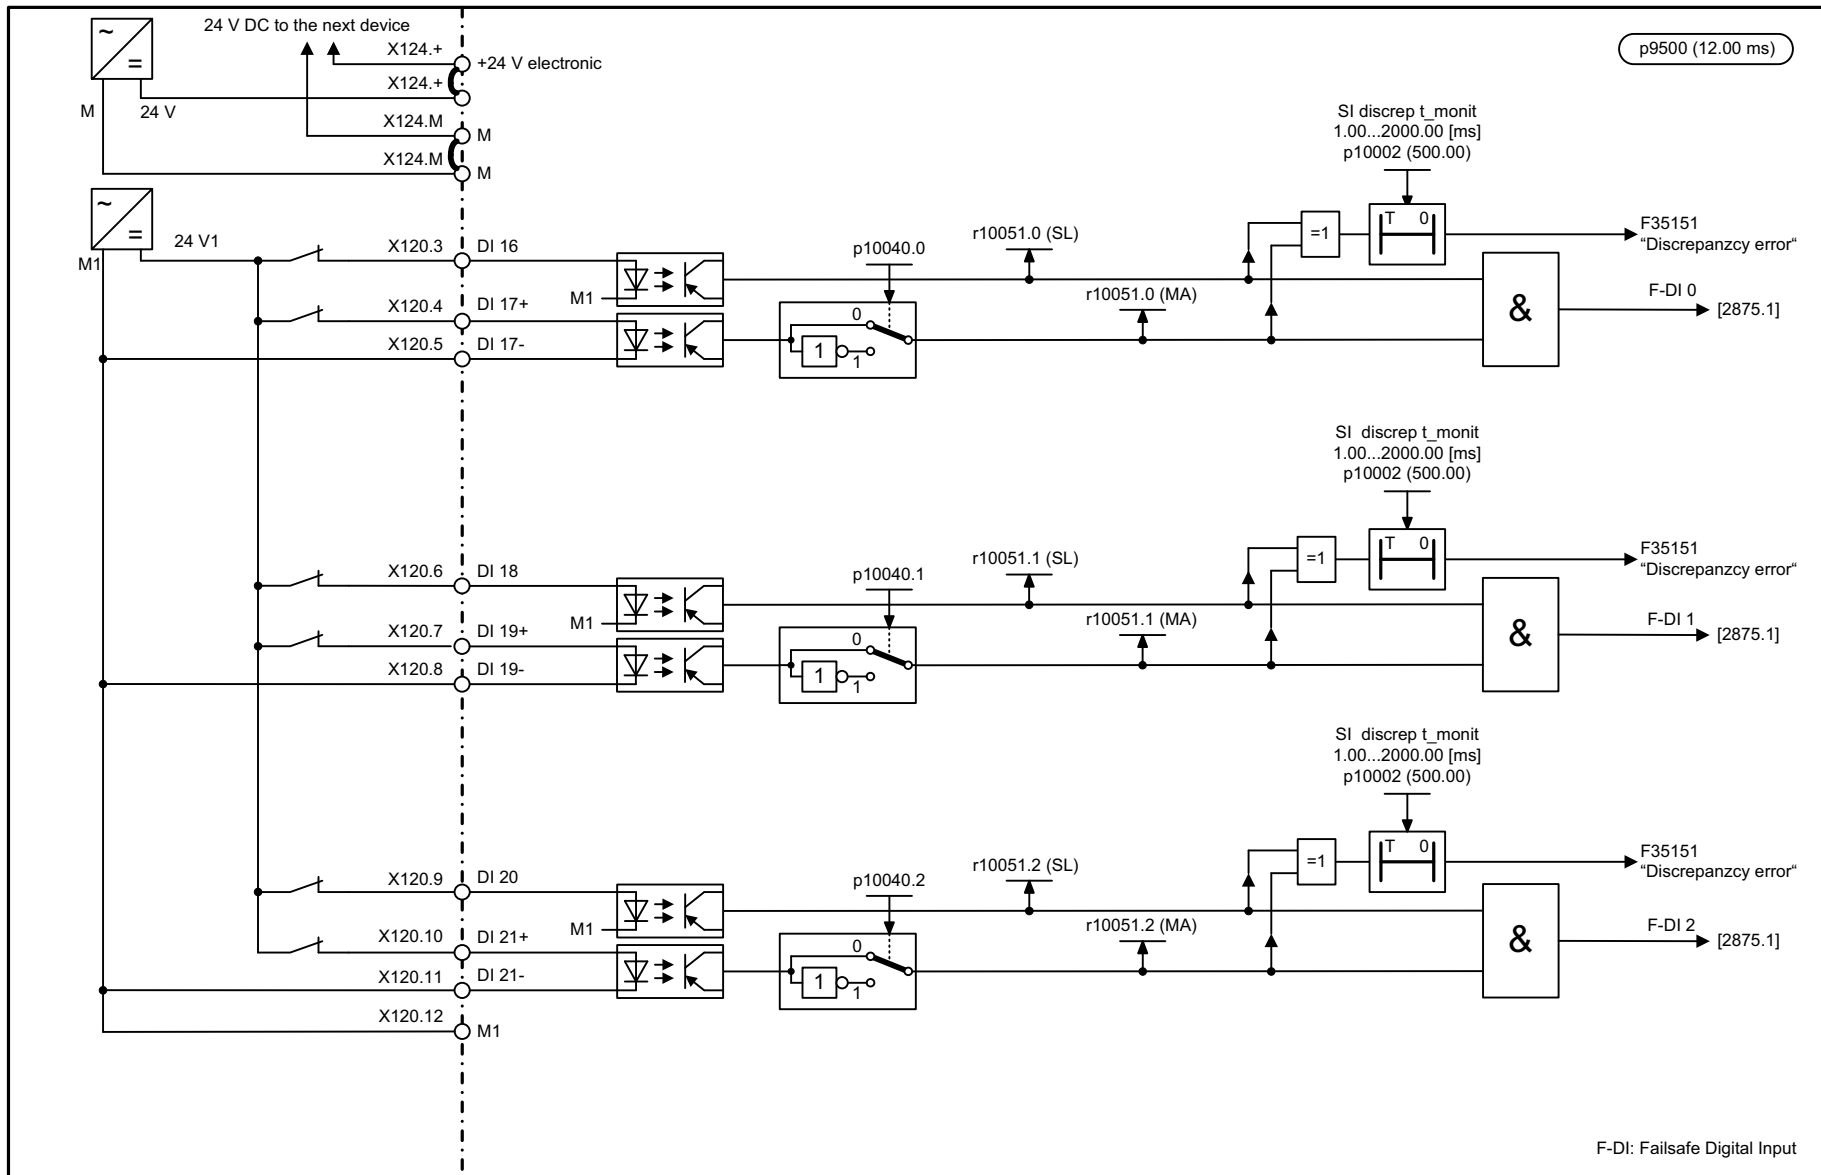 24 V DC to the next device
~
=
X124.+
+24 V electronic
p9500 (12.00 ms)
X124.+
M
24 V
X124.M
M
X124.M
M
SI discrep t_monit
1.00...2000.00 [ms]
p10002 (500.00)
~
=
24 V1
M1
X120.3
DI 16
M1
p10040.0
r10051.0 (SL)
=1
T 0
F35151
“Discrepanzcy error“
X120.4
DI 17+
X120.5
DI 17-
0
1
1
r10051.0 (MA)
&
F-DI 0
[2875.1]
SI discrep t_monit
1.00...2000.00 [ms]
p10002 (500.00)
X120.6
DI 18
M1
p10040.1
r10051.1 (SL)
=1
T 0
F35151
“Discrepanzcy error“
X120.7
DI 19+
X120.8
DI 19-
0
1
1
r10051.1 (MA)
&
F-DI 1
[2875.1]
SI discrep t_monit
1.00...2000.00 [ms]
p10002 (500.00)
X120.9
DI 20
M1
p10040.2
r10051.2 (SL)
=1
T 0
F35151
“Discrepanzcy error“
X120.10
DI 21+
X120.11
DI 21-
0
1
1
r10051.2 (MA)
&
F-DI 2
[2875.1]
X120.12
M1
F-DI: Failsafe Digital Input